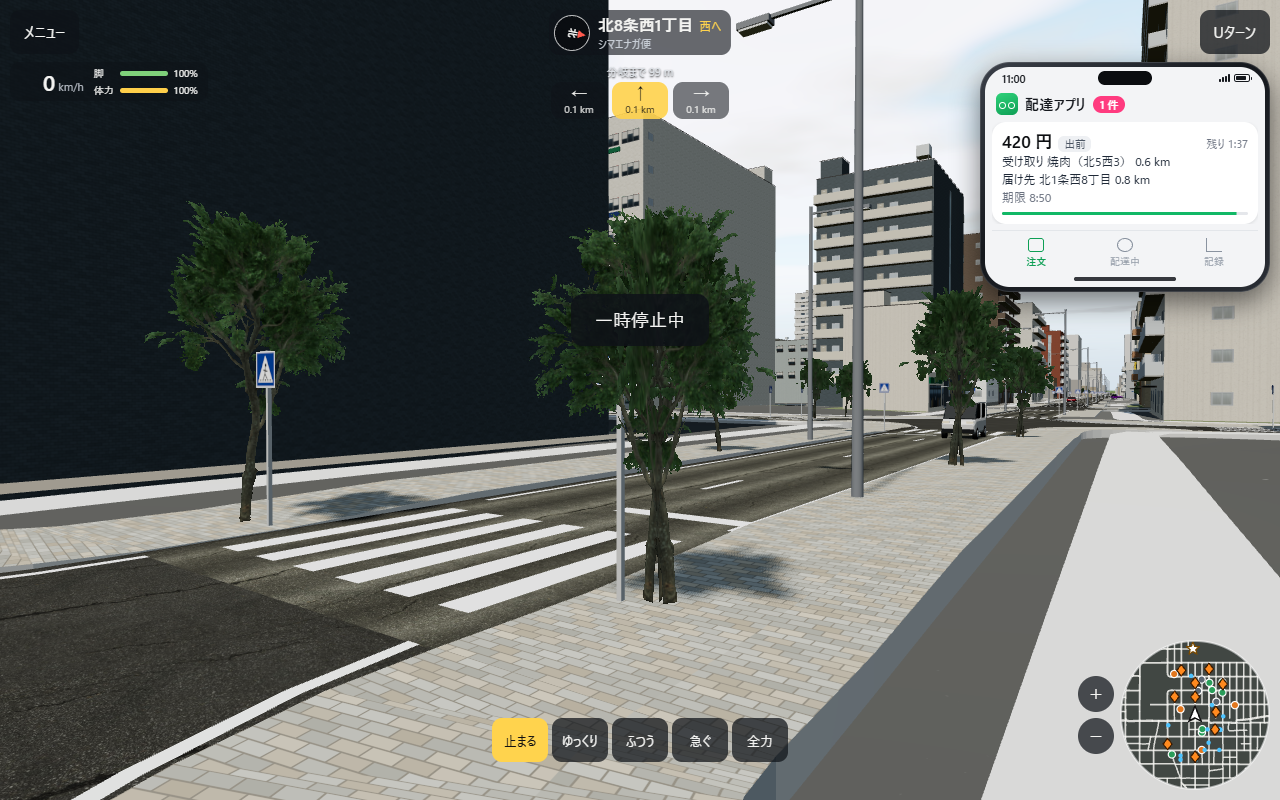 メニュー
0 km/h
脚 100%
体力 100%
北8条西1丁目 西へ
シマエナガ便
分岐まで 99 m
← 0.1 km
↑ 0.1 km
→ 0.1 km
Uターン
11:00
配達アプリ 1 件
420 円 出前 残り 1:37
受け取り 焼肉（北5西3） 0.6 km
届け先 北1条西8丁目 0.8 km
期限 8:50
注文 配達中 記録
一時停止中
+
−
止まる ゆっくり ふつう 急ぐ 全力